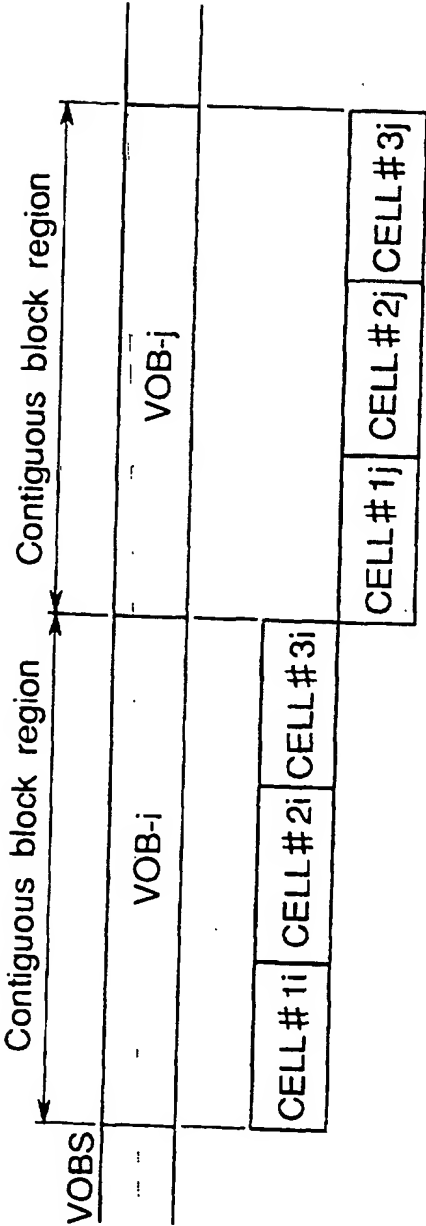 Contiguous block region
Contiguous block region
VOBS
VOB-i
VOB-j
CELL#1i CELL#2i CELL#3i
CELL#1j CELL#2j CELL#3j